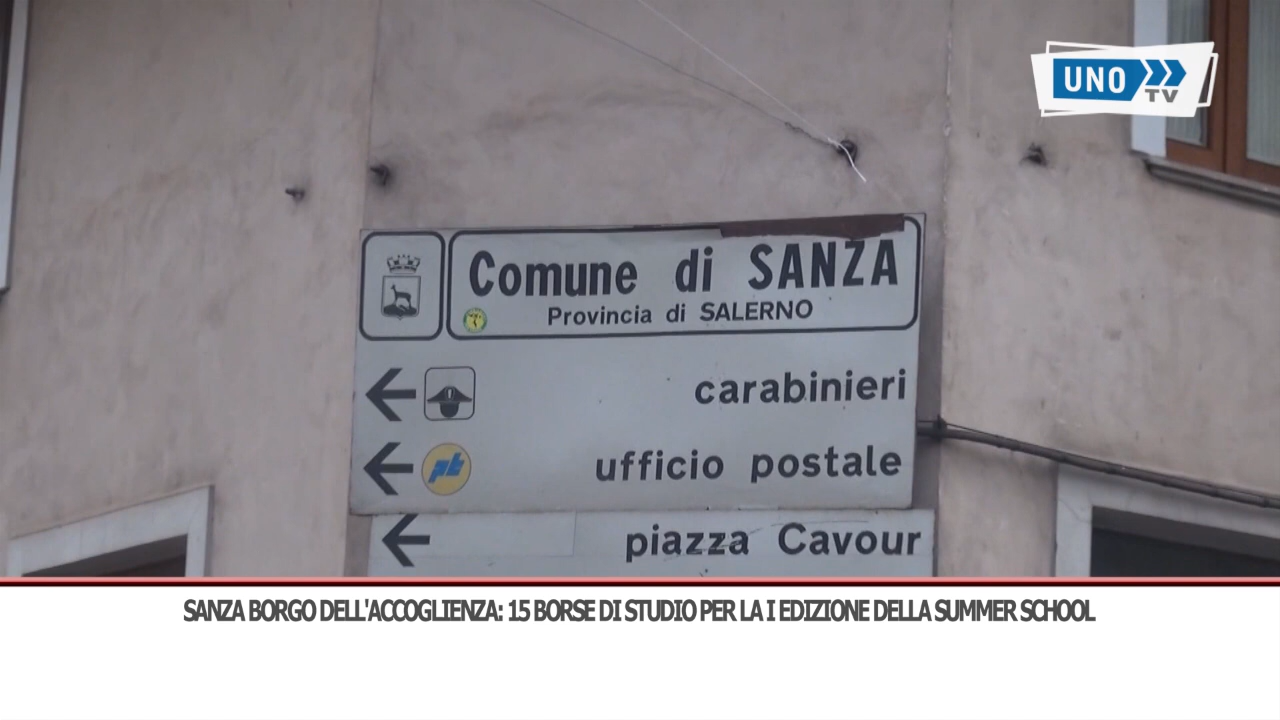 UNO
TV
Comune di SANZA
Provincia di SALERNO
carabinieri
pt
ufficio postale
piazza Cavour
SANZA BORGO DELL'ACCOGLIENZA: 15 BORSE DI STUDIO PER LA I EDIZIONE DELLA SUMMER SCHOOL